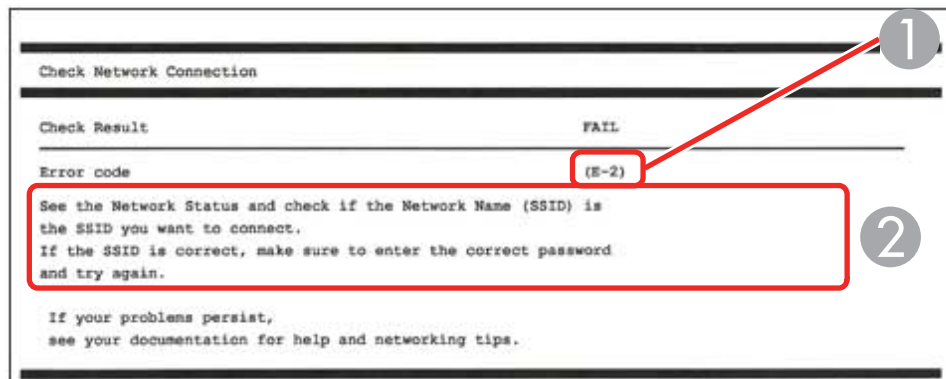 1
Check Network Connection
Check Result FAIL
Error code (E-2)
See the Network Status and check if the Network Name (SSID) is
the SSID you want to connect.
If the SSID is correct, make sure to enter the correct password
and try again.
2
If your problems persist,
see your documentation for help and networking tips.